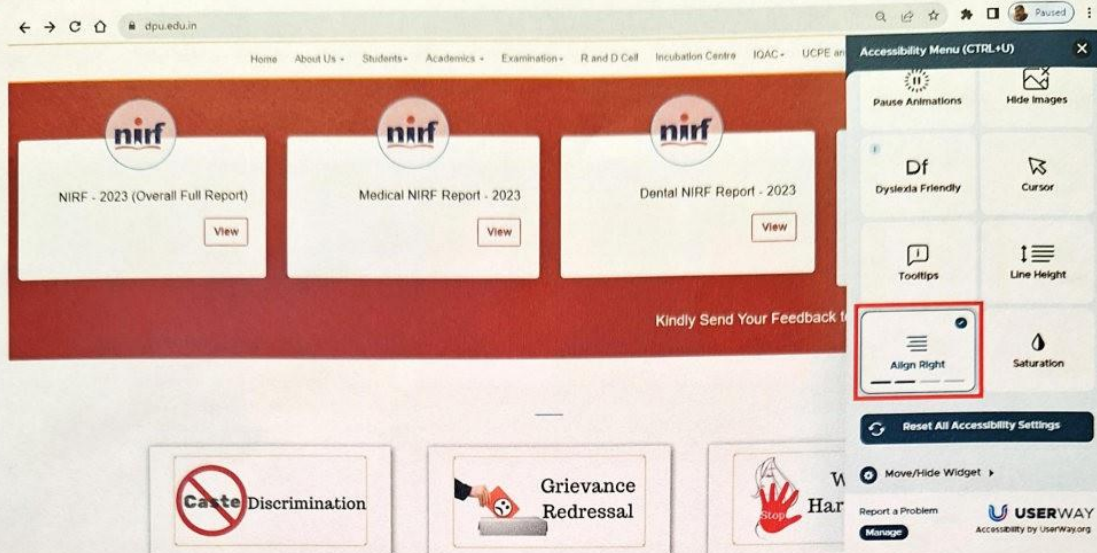 dpu.edu.in
Paused
Home About Us Students Academics Examination R and D Cell Incubation Centre IQAC UCPE an
Accessibility Menu (CTRL+U)
Pause Animations
Hide Images
nirf
nirf
nirf
NIRF - 2023 (Overall Full Report)
View
Medical NIRF Report - 2023
View
Dental NIRF Report - 2023
View
Df
Dyslexia Friendly
Cursor
Tooltips
Line Height
Kindly Send Your Feedback t
Align Right
Saturation
Reset All Accessibility Settings
Move/Hide Widget
Caste Discrimination
Grievance
Redressal
Stop
W
Har
Report a Problem
Manage
USERWAY
Accessibility by UserWay.org